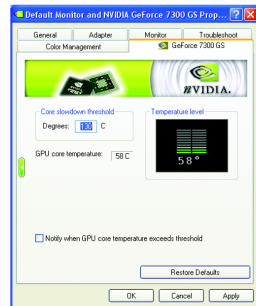 Default Monitor and NVIDIA GeForce 7300 GS Prop...
General Adapter Monitor Troubleshoot
Color Management GeForce 7300 GS
NVIDIA.
Core slowdown threshold
Degrees: 130 C
Temperature level
GPU core temperature: 58 C
58°
Notify when GPU core temperature exceeds threshold
Restore Defaults
OK Cancel Apply